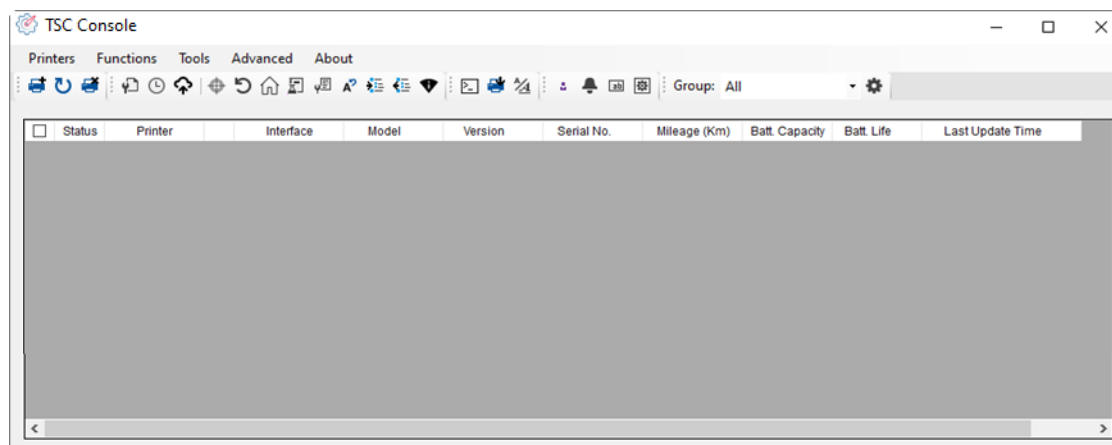 TSC Console
Printers Functions Tools Advanced About
Group: All
Status Printer Interface Model Version Serial No. Mileage (Km) Batt. Capacity Batt. Life Last Update Time